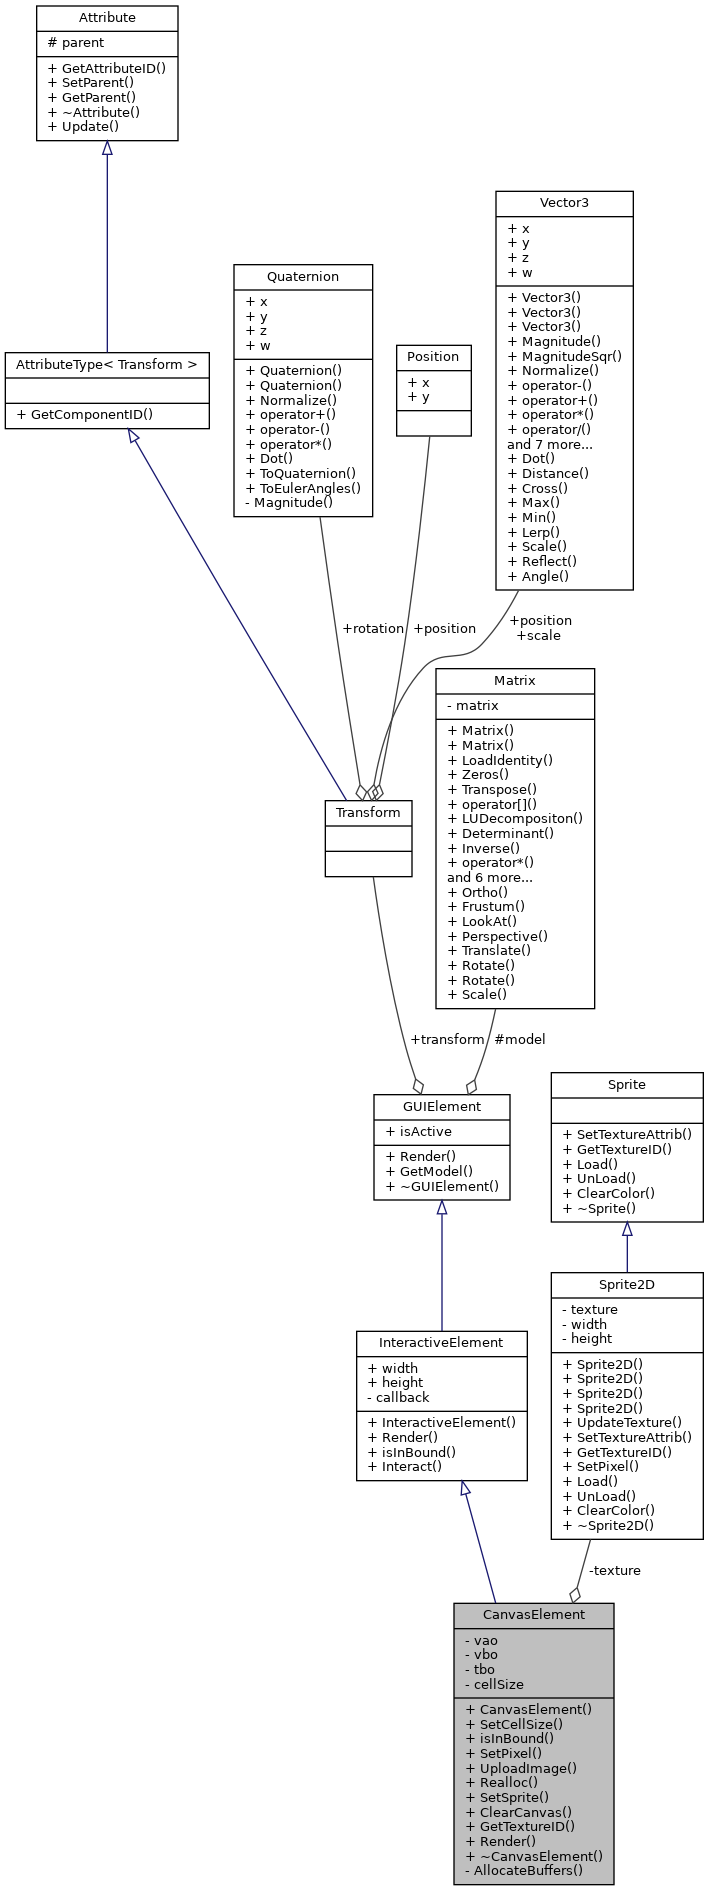 Attribute
# parent
+ GetAttributeID()
+ SetParent()
+ GetParent()
+ ~Attribute()
+ Update()
AttributeType< Transform >
+ GetComponentID()
Quaternion
+ x
+ y
+ z
+ w
+ Quaternion()
+ Quaternion()
+ Normalize()
+ operator+()
+ operator-()
+ operator*()
+ Dot()
+ ToQuaternion()
+ ToEulerAngles()
- Magnitude()
Position
+ x
+ y
Vector3
+ x
+ y
+ z
+ w
+ Vector3()
+ Vector3()
+ Vector3()
+ Magnitude()
+ MagnitudeSqr()
+ Normalize()
+ operator-()
+ operator+()
+ operator*()
+ operator/()
and 7 more...
+ Dot()
+ Distance()
+ Cross()
+ Max()
+ Min()
+ Lerp()
+ Scale()
+ Reflect()
+ Angle()
+rotation
+position
+position
+scale
Transform
Matrix
- matrix
+ Matrix()
+ Matrix()
+ LoadIdentity()
+ Zeros()
+ Transpose()
+ operator[]()
+ LUDecompositon()
+ Determinant()
+ Inverse()
+ operator*()
and 6 more...
+ Ortho()
+ Frustum()
+ LookAt()
+ Perspective()
+ Translate()
+ Rotate()
+ Rotate()
+ Scale()
+transform
#model
GUIElement
+ isActive
+ Render()
+ GetModel()
+ ~GUIElement()
Sprite
+ SetTextureAttrib()
+ GetTextureID()
+ Load()
+ UnLoad()
+ ClearColor()
+ ~Sprite()
InteractiveElement
+ width
+ height
- callback
+ InteractiveElement()
+ Render()
+ isInBound()
+ Interact()
Sprite2D
- texture
- width
- height
+ Sprite2D()
+ Sprite2D()
+ Sprite2D()
+ Sprite2D()
+ UpdateTexture()
+ SetTextureAttrib()
+ GetTextureID()
+ SetPixel()
+ Load()
+ UnLoad()
+ ClearColor()
+ ~Sprite2D()
-texture
CanvasElement
- vao
- vbo
- tbo
- cellSize
+ CanvasElement()
+ SetCellSize()
+ isInBound()
+ SetPixel()
+ UploadImage()
+ Realloc()
+ SetSprite()
+ ClearCanvas()
+ GetTextureID()
+ Render()
+ ~CanvasElement()
- AllocateBuffers()